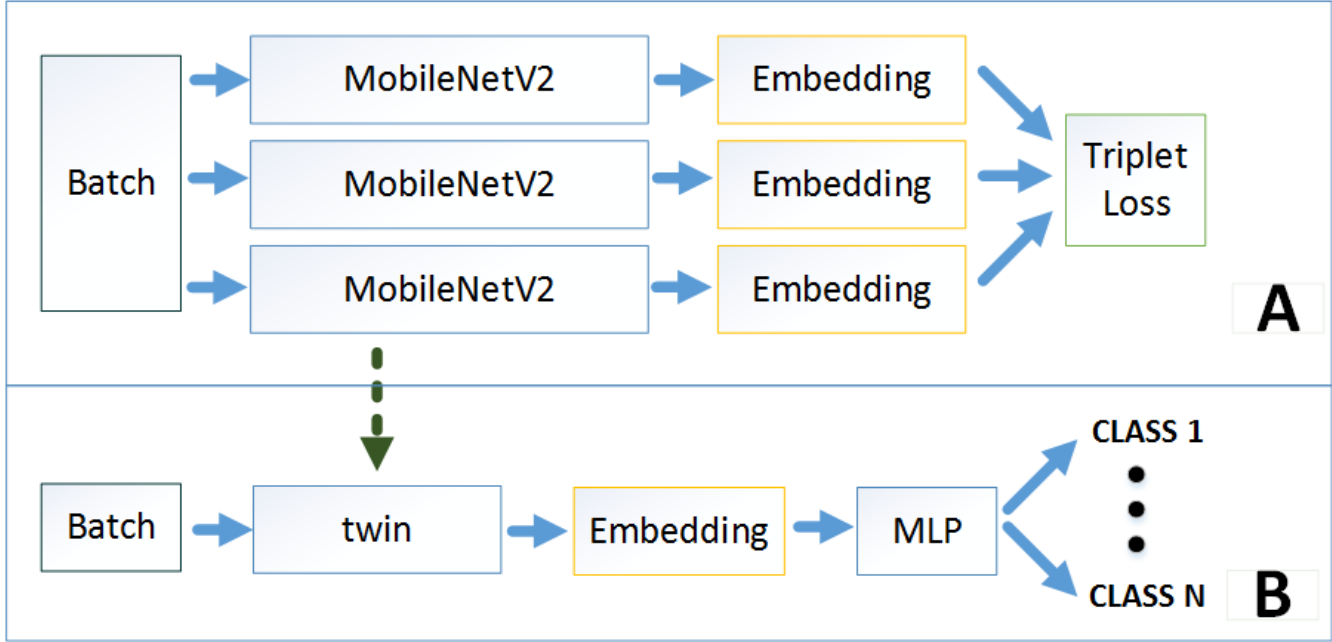 Batch
MobileNetV2
Embedding
MobileNetV2
Embedding
MobileNetV2
Embedding
Triplet
Loss
A
Batch
twin
Embedding
MLP
CLASS 1
CLASS N
B